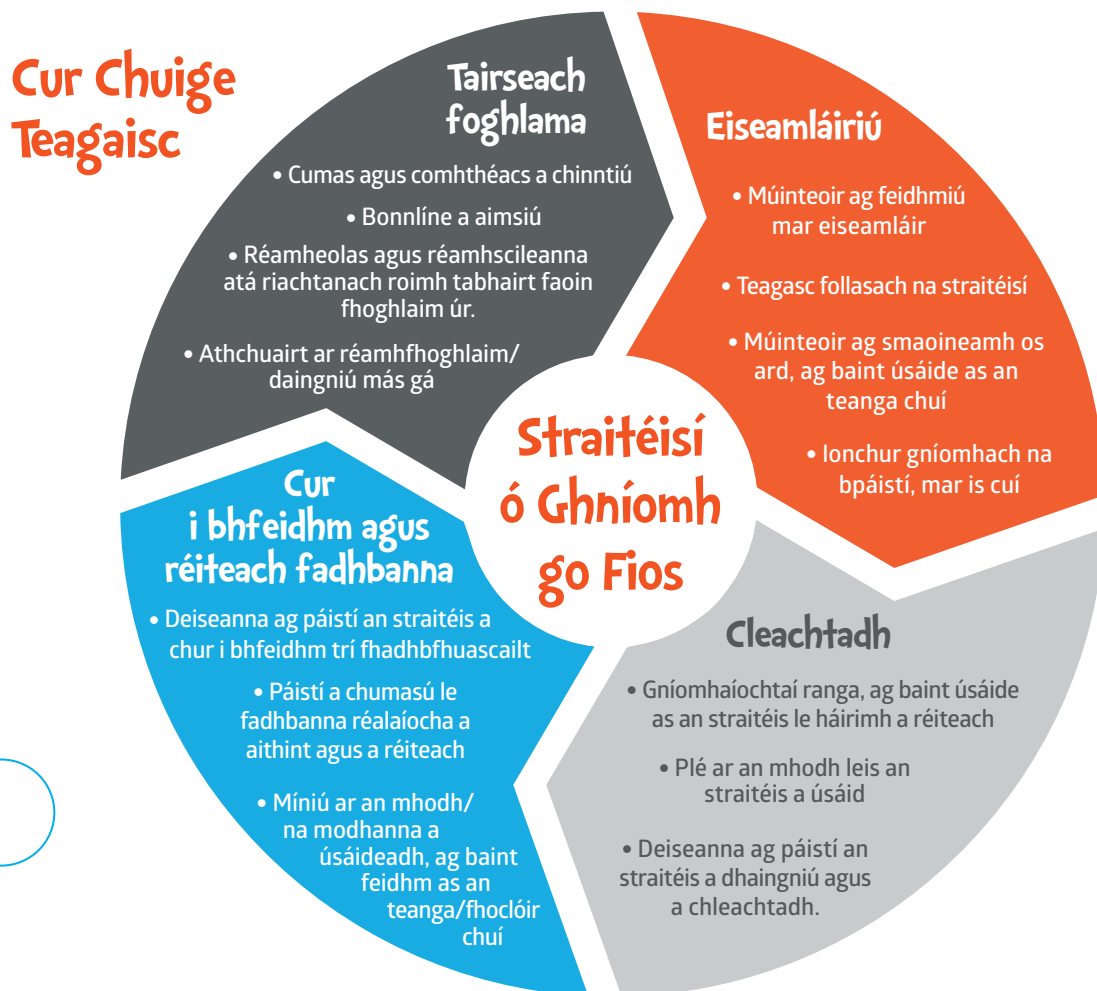 Cur Chuige
Teagaisc
Tairseach
foghlama
• Cumas agus comhthéacs a chinntiú
• Bonnlíne a aimsiú
• Réamheolas agus réamhscileanna
atá riachtanach roimh tabhairt faoin
fhoghlaim úr.
• Athchuairt ar réamhfhoghlaim/
daingniú más gá
Eiseamláiriú
• Múinteoir ag feidhmiú
mar eiseamláir
• Teagasc follasach na straitéisí
• Múinteoir ag smaoineamh os
ard, ag baint úsáide as an
teanga chuí
• Ionchur gníomhach na
bpáistí, mar is cuí
Straitéisí
ó Ghníomh
go Fios
Cleachtadh
• Gníomhaíochtaí ranga, ag baint úsáide
as an straitéis le háirimh a réiteach
• Plé ar an mhodh leis an
straitéis a úsáid
• Deiseanna ag páistí an
straitéis a dhaingniú agus
a chleachtadh.
Cur
i bhfeidhm agus
réiteach fadhbanna
• Deiseanna ag páistí an straitéis a
chur i bhfeidhm trí fhadhbfhuascailt
• Páistí a chumasú le
fadhbanna réalaíocha a
aithint agus a réiteach
• Míniú ar an mhodh/
na modhanna a
úsáideadh, ag baint
feidhm as an
teanga/fhoclóir
chuí